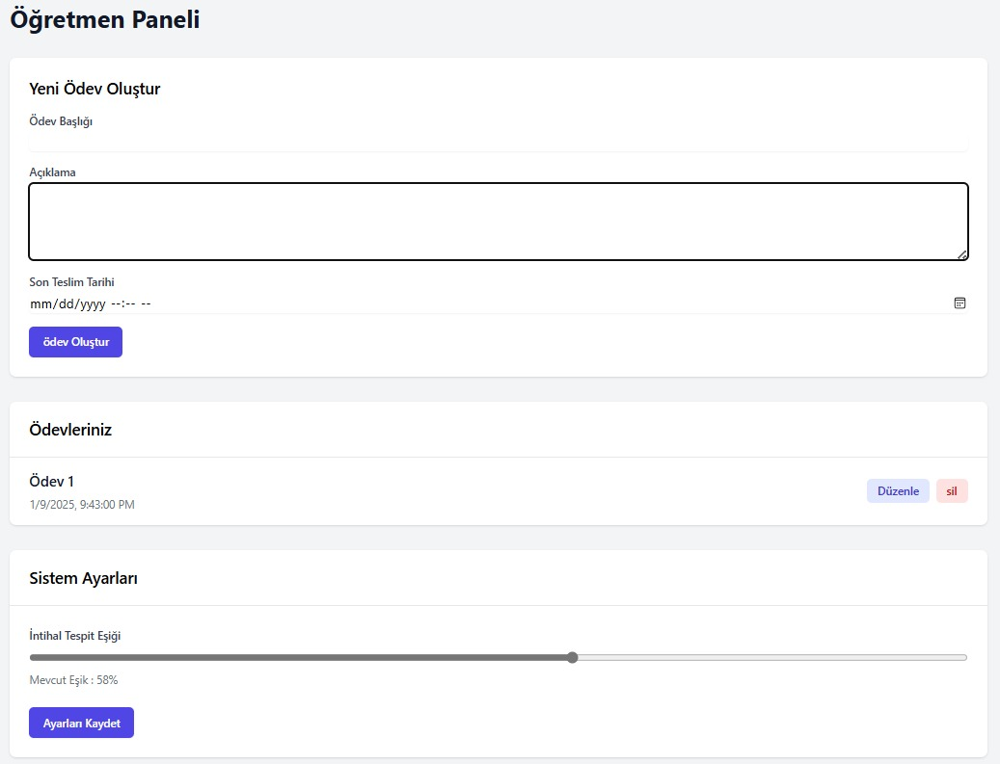 Öğretmen Paneli
Yeni Ödev Oluştur
Ödev Başlığı
Açıklama
Son Teslim Tarihi
mm/dd/yyyy --:-- --
ödev Oluştur
Ödevleriniz
Ödev 1
1/9/2025, 9:43:00 PM
Düzenle
sil
Sistem Ayarları
İntihal Tespit Eşiği
Mevcut Eşik : 58%
Ayarları Kaydet